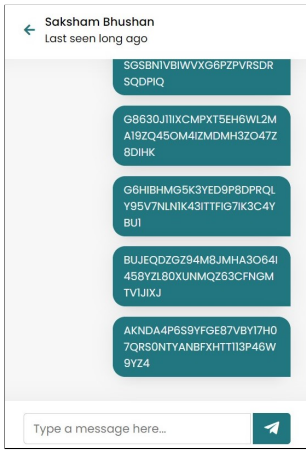 Saksham Bhushan
Last seen long ago
SGSBN1VBIWVXG6PZPVRSDR
SQDPIQ
G8630J11IXCMPXT5EH6WL2M
A19ZQ45OM4IZMDMH3ZO47Z
8DIHK
G6HIBHMG5K3YED9P8DPRQL
Y95V7NLN1K43ITTFIG7IK3C4Y
BU1
BUJEQDZGZ94M8JMHA3O64I
458YZL80XUNMQZ63CFNGM
TV1JIXJ
AKNDA4P6S9YFGE87VBY17H0
7QRS0NTYANBFXHTT113P46W
9YZ4
Type a message here...